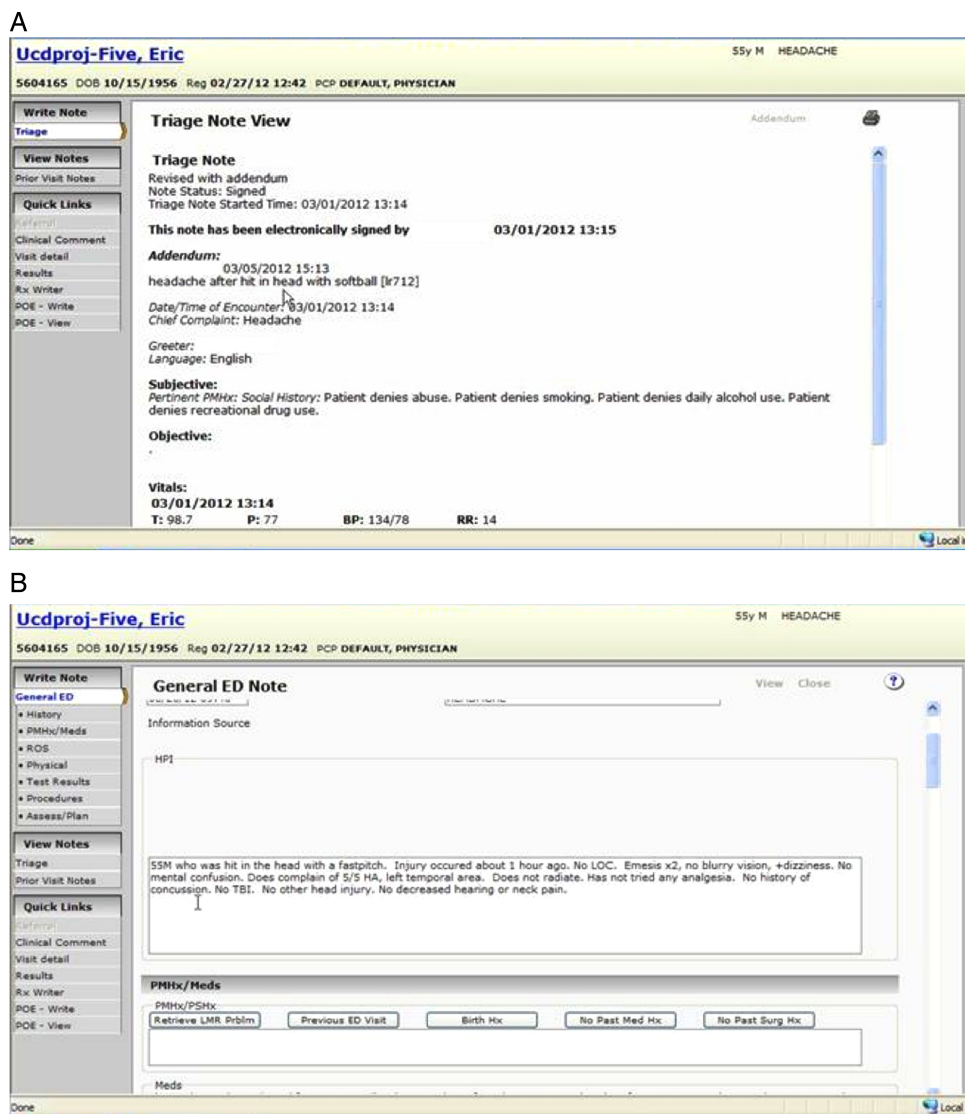 A
Ucdproj-Five, Eric
55y M HEADACHE
5604165 DOB 10/15/1956 Reg 02/27/12 12:42 PCP DEFAULT, PHYSICIAN
Write Note
Triage
View Notes
Prior Visit Notes
Quick Links
Referral
Clinical Comment
Visit detail
Results
Rx Writer
POE - Write
POE - View
Triage Note View
Addendum
Triage Note
Revised with addendum
Note Status: Signed
Triage Note Started Time: 03/01/2012 13:14
This note has been electronically signed by 03/01/2012 13:15
Addendum:
03/05/2012 15:13
headache after hit in head with softball [lr712]
Date/Time of Encounter: 03/01/2012 13:14
Chief Complaint: Headache
Greeter:
Language: English
Subjective:
Pertinent PMHx: Social History: Patient denies abuse. Patient denies smoking. Patient denies daily alcohol use. Patient
denies recreational drug use.
Objective:
.
Vitals:
03/01/2012 13:14
T: 98.7 P: 77 BP: 134/78 RR: 14
Done
Local
B
Ucdproj-Five, Eric
55y M HEADACHE
5604165 DOB 10/15/1956 Reg 02/27/12 12:42 PCP DEFAULT, PHYSICIAN
Write Note
General ED
• History
• PMHx/Meds
• ROS
• Physical
• Test Results
• Procedures
• Assess/Plan
View Notes
Triage
Prior Visit Notes
Quick Links
Referral
Clinical Comment
Visit detail
Results
Rx Writer
POE - Write
POE - View
General ED Note
View Close
?
Information Source
HPI
55M who was hit in the head with a fastpitch. Injury occured about 1 hour ago. No LOC. Emesis x2, no blurry vision, +dizziness. No
mental confusion. Does complain of 5/5 HA, left temporal area. Does not radiate. Has not tried any analgesia. No history of
concussion. No TBI. No other head injury. No decreased hearing or neck pain.
PMHx/Meds
PMHx/PSHx
Retrieve LMR Prblm Previous ED Visit Birth Hx No Past Med Hx No Past Surg Hx
Meds
Done
Local